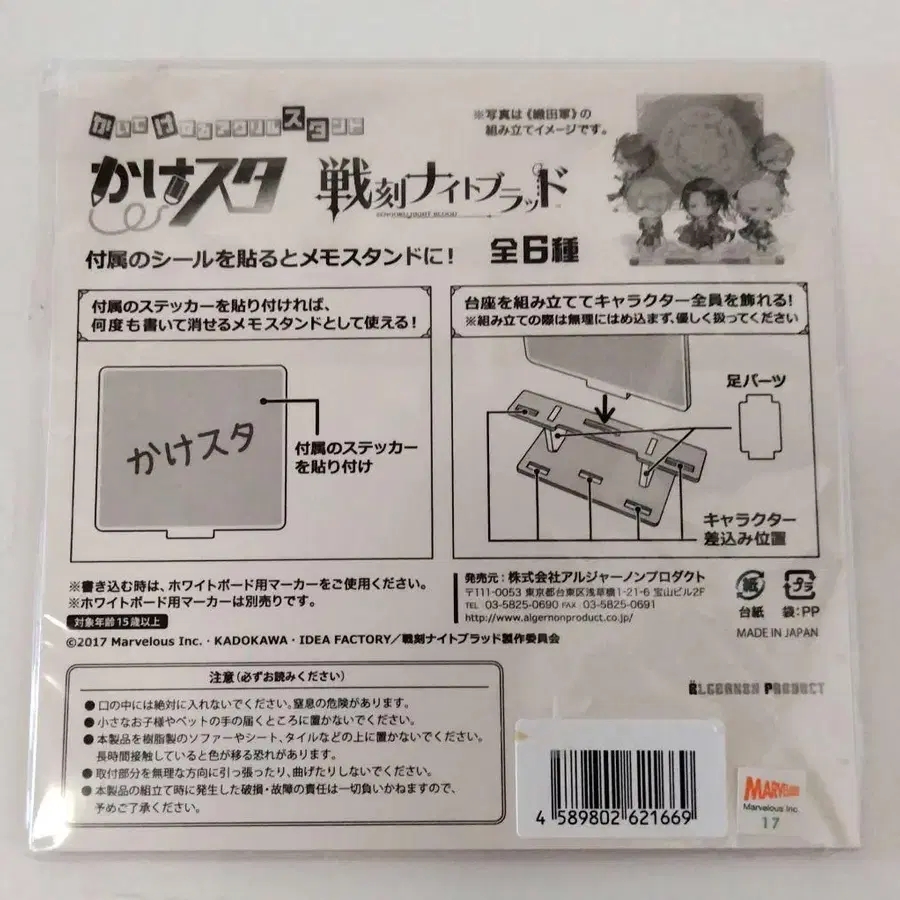 かいて けせるアクリルスタンド
かけスタ
戦刻ナイトブラッド
SENGOKU NIGHT BLOOD
※写真は《織田軍》の
組み立てイメージです。
付属のシールを貼るとメモスタンドに!
全6種
付属のステッカーを貼り付ければ、
何度も書いて消せるメモスタンドとして使える!
かけスタ
付属のステッカー
を貼り付け
台座を組み立ててキャラクター全員を飾れる!
※組み立ての際は無理にはめ込まず、優しく扱ってください
足パーツ
キャラクター
差込み位置
※書き込む時は、ホワイトボード用マーカーをご使用ください。
※ホワイトボード用マーカーは別売りです。
対象年齢15歳以上
©2017 Marvelous Inc.・KADOKAWA・IDEA FACTORY/戦刻ナイトブラッド製作委員会
発売元:株式会社アルジャーノンプロダクト
〒111-0053 東京都台東区浅草橋1-21-6 宝山ビル2F
TEL 03-5825-0690 FAX 03-5825-0691
http://www.algernonproduct.co.jp/
紙
台紙
プラ
袋:PP
MADE IN JAPAN
注意(必ずお読みください)
●口の中には絶対に入れないでください。窒息の危険があります。
●小さなお子様やペットの手の届くところに置かないでください。
●本製品を樹脂製のソファーやシート、タイルなどの上に置かないでください。
長時間接触していると色が移る恐れがあります。
●取付部分を無理な方向に引っ張ったり、曲げたりしないでください。
●本製品の組立て時に発生した破損・故障の責任は一切負いかねますので、
予めご了承ください。
ALGERNON PRODUCT
4 589802 621669
MARVELOUS
Marvelous Inc.
17